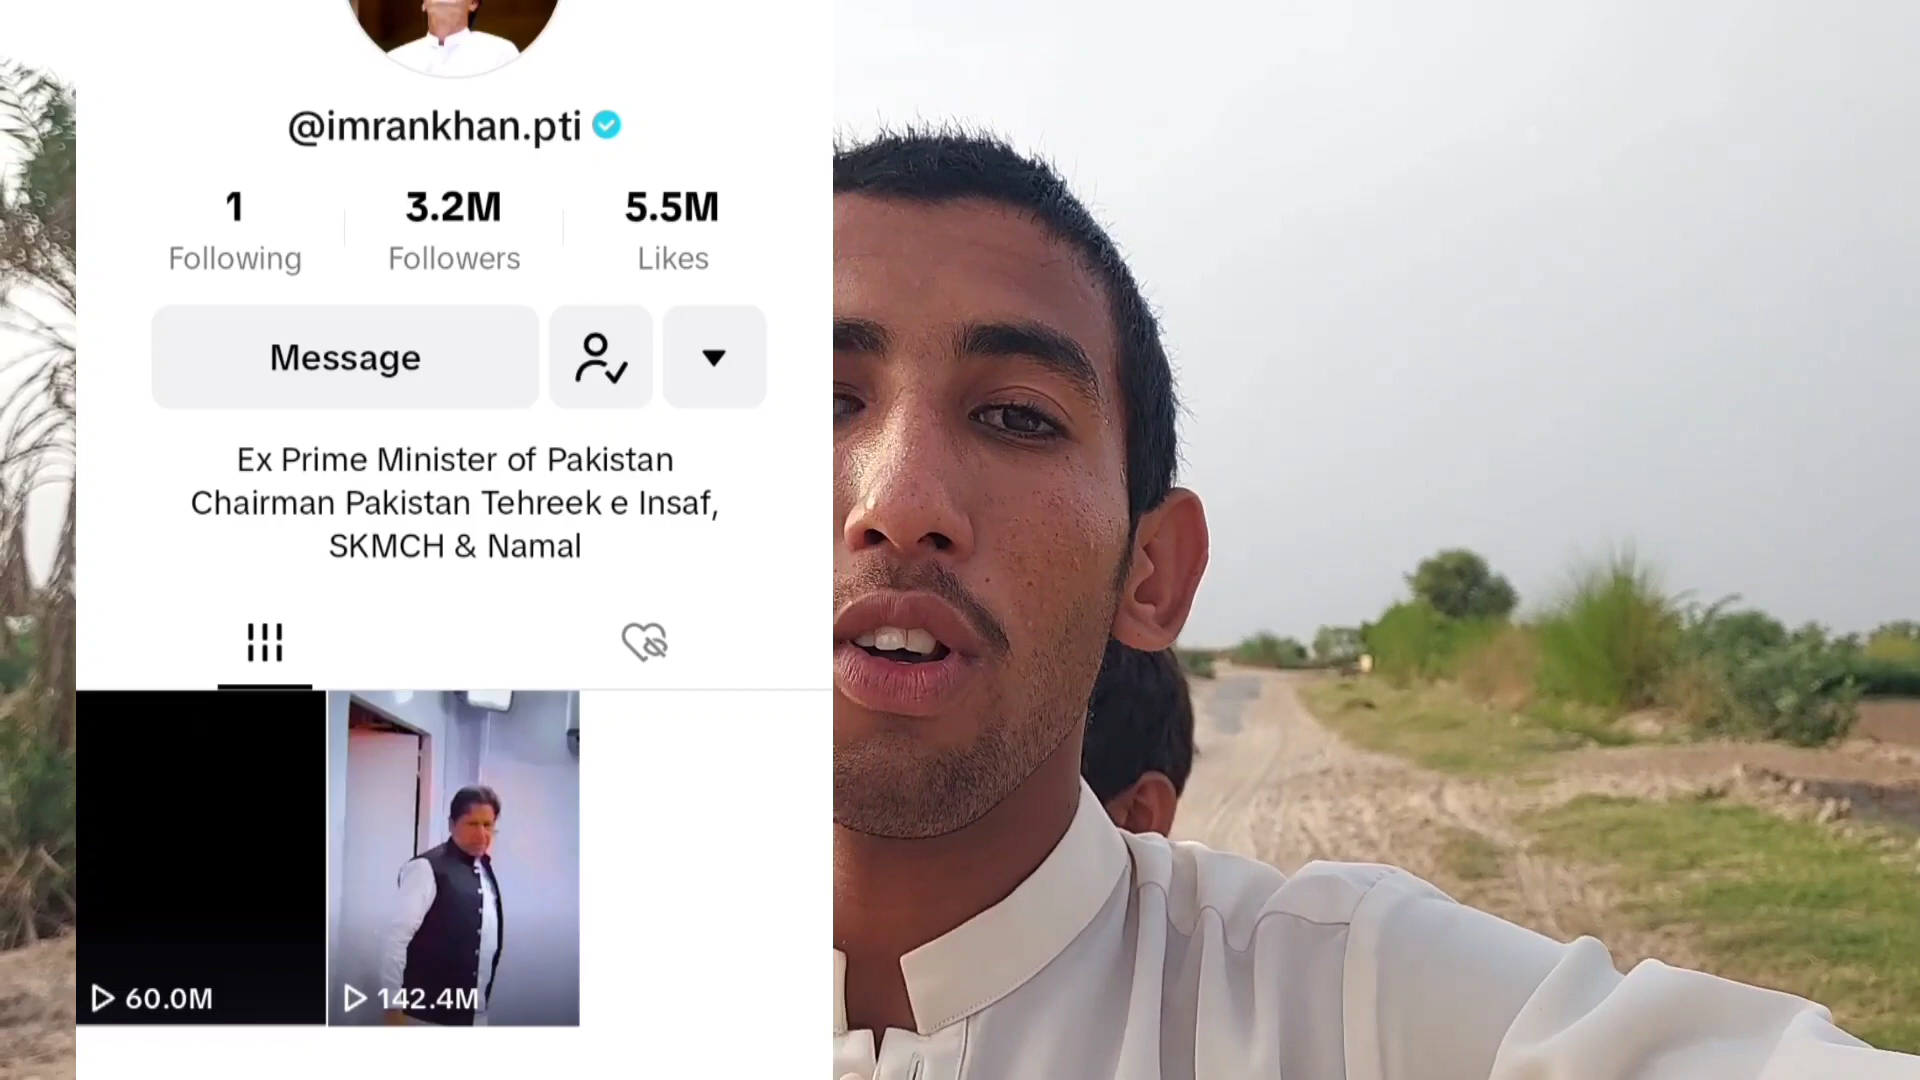 @imrankhan.pti
1 3.2M 5.5M
Following Followers Likes
Message
Ex Prime Minister of Pakistan
Chairman Pakistan Tehreek e Insaf,
SKMCH & Namal
60.0M 142.4M